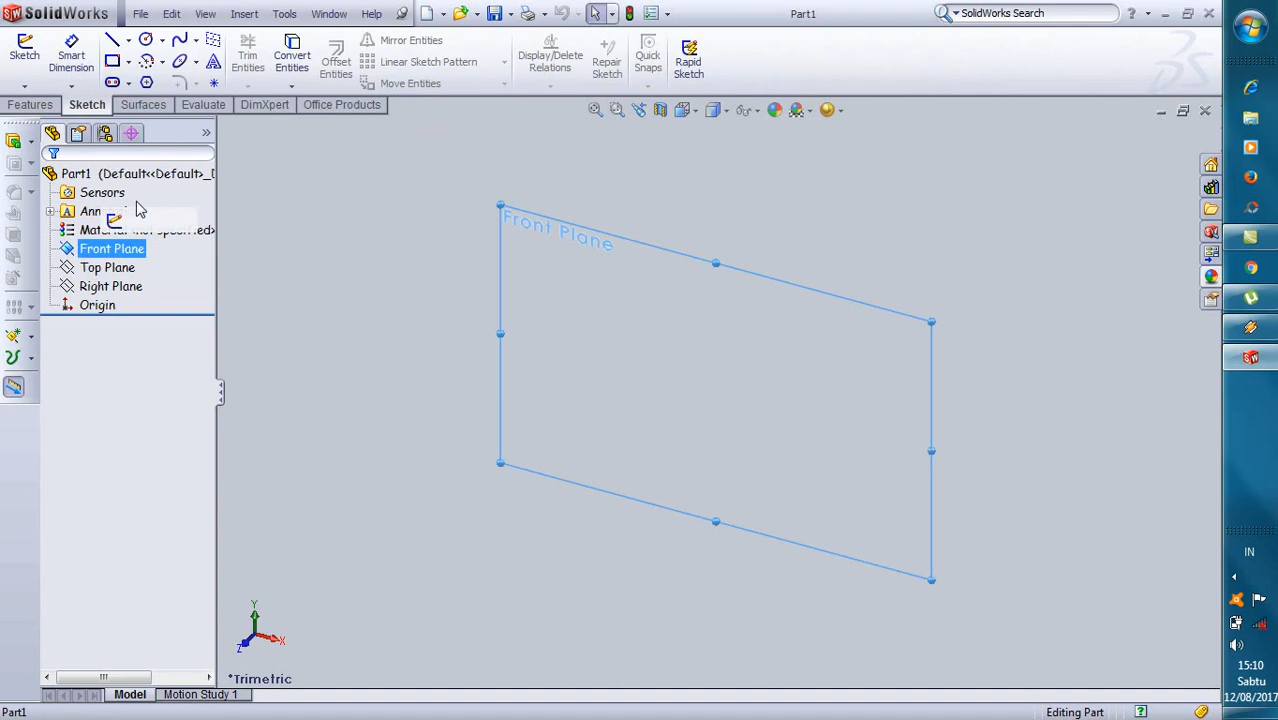 SolidWorks File Edit View Insert Tools Window Help Part1 SolidWorks Search
Sketch Smart Dimension Trim Entities Convert Entities Offset Entities Mirror Entities Linear Sketch Pattern Move Entities Display/Delete Relations Repair Sketch Quick Snaps Rapid Sketch
Features Sketch Surfaces Evaluate DimXpert Office Products
Part1 (Default<<Default>_D
Sensors
Front Plane
Top Plane
Right Plane
Origin
Front Plane
Y
X
Z
*Trimetric
Model Motion Study 1
Part1 Editing Part
IN
15:10
Sabtu
12/08/2017